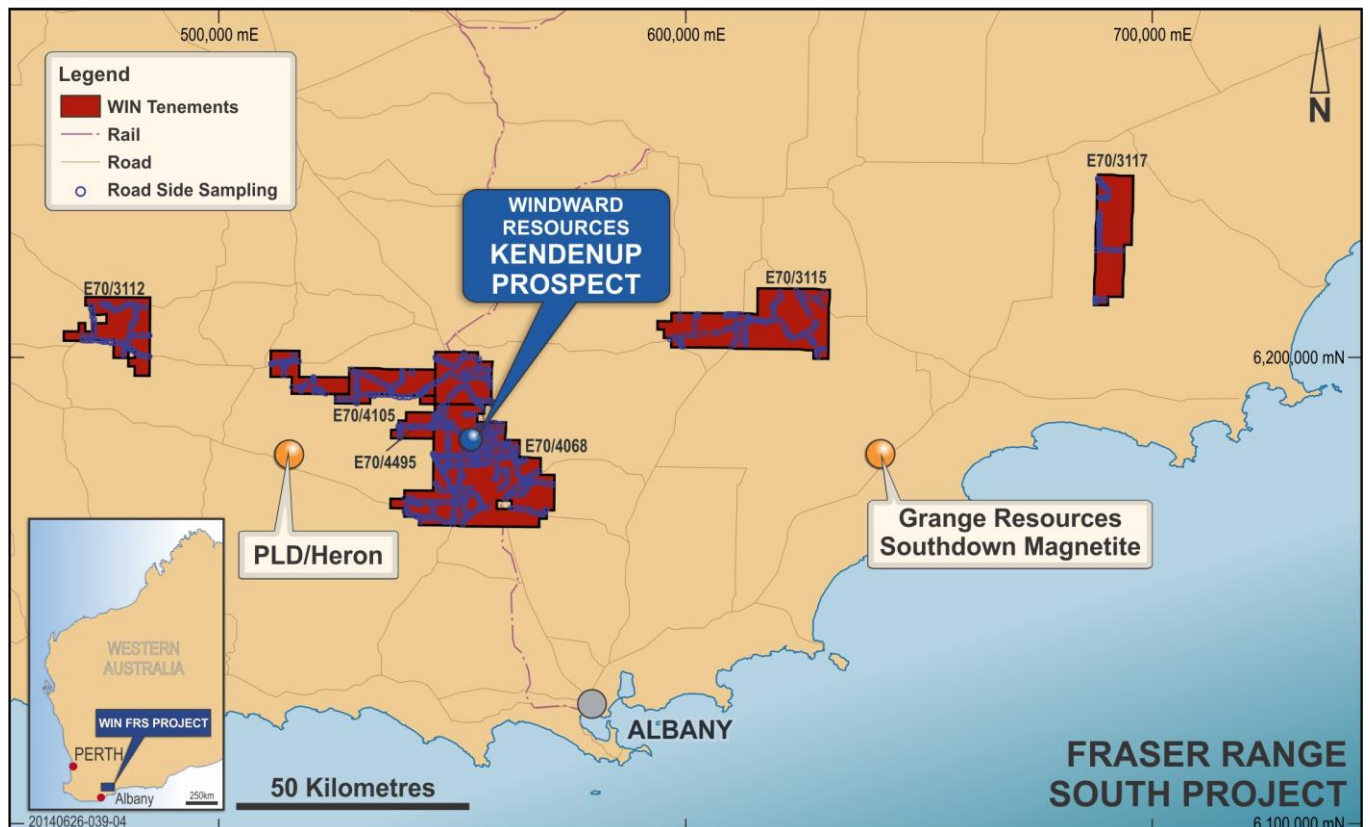 500,000 mE
600,000 mE
700,000 mE
Legend
WIN Tenements
Rail
Road
Road Side Sampling
N
WINDWARD
RESOURCES
KENDENUP
PROSPECT
E70/3117
E70/3112
E70/3115
6,200,000 mN
E70/4105
E70/4495
E70/4068
PLD/Heron
Grange Resources
Southdown Magnetite
WESTERN
AUSTRALIA
WIN FRS PROJECT
PERTH
Albany
250km
ALBANY
50 Kilometres
FRASER RANGE
SOUTH PROJECT
20140626-039-04
6,100,000 mN